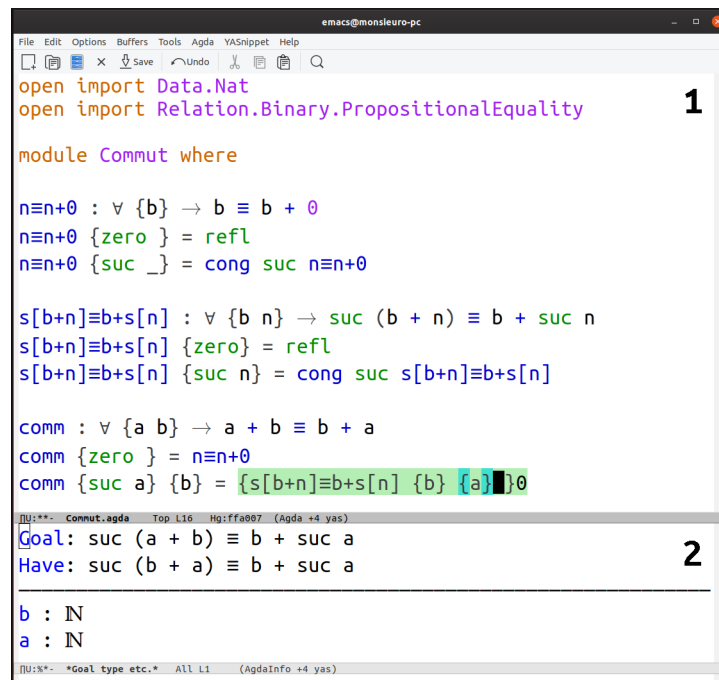 emacs@monsieuro-pc
File Edit Options Buffers Tools Agda YASnippet Help
Save Undo
open import Data.Nat
open import Relation.Binary.PropositionalEquality
1
module Commut where
n≡n+0 : ∀ {b} → b ≡ b + 0
n≡n+0 {zero } = refl
n≡n+0 {suc _} = cong suc n≡n+0
s[b+n]≡b+s[n] : ∀ {b n} → suc (b + n) ≡ b + suc n
s[b+n]≡b+s[n] {zero} = refl
s[b+n]≡b+s[n] {suc n} = cong suc s[b+n]≡b+s[n]
comm : ∀ {a b} → a + b ≡ b + a
comm {zero } = n≡n+0
comm {suc a} {b} = {s[b+n]≡b+s[n] {b} {a} }0
∏U:**- Commut.agda Top L16 Hg:ffa007 (Agda +4 yas)
Goal: suc (a + b) ≡ b + suc a
Have: suc (b + a) ≡ b + suc a
2
b : ℕ
a : ℕ
∏U:%*- *Goal type etc.* All L1 (AgdaInfo +4 yas)